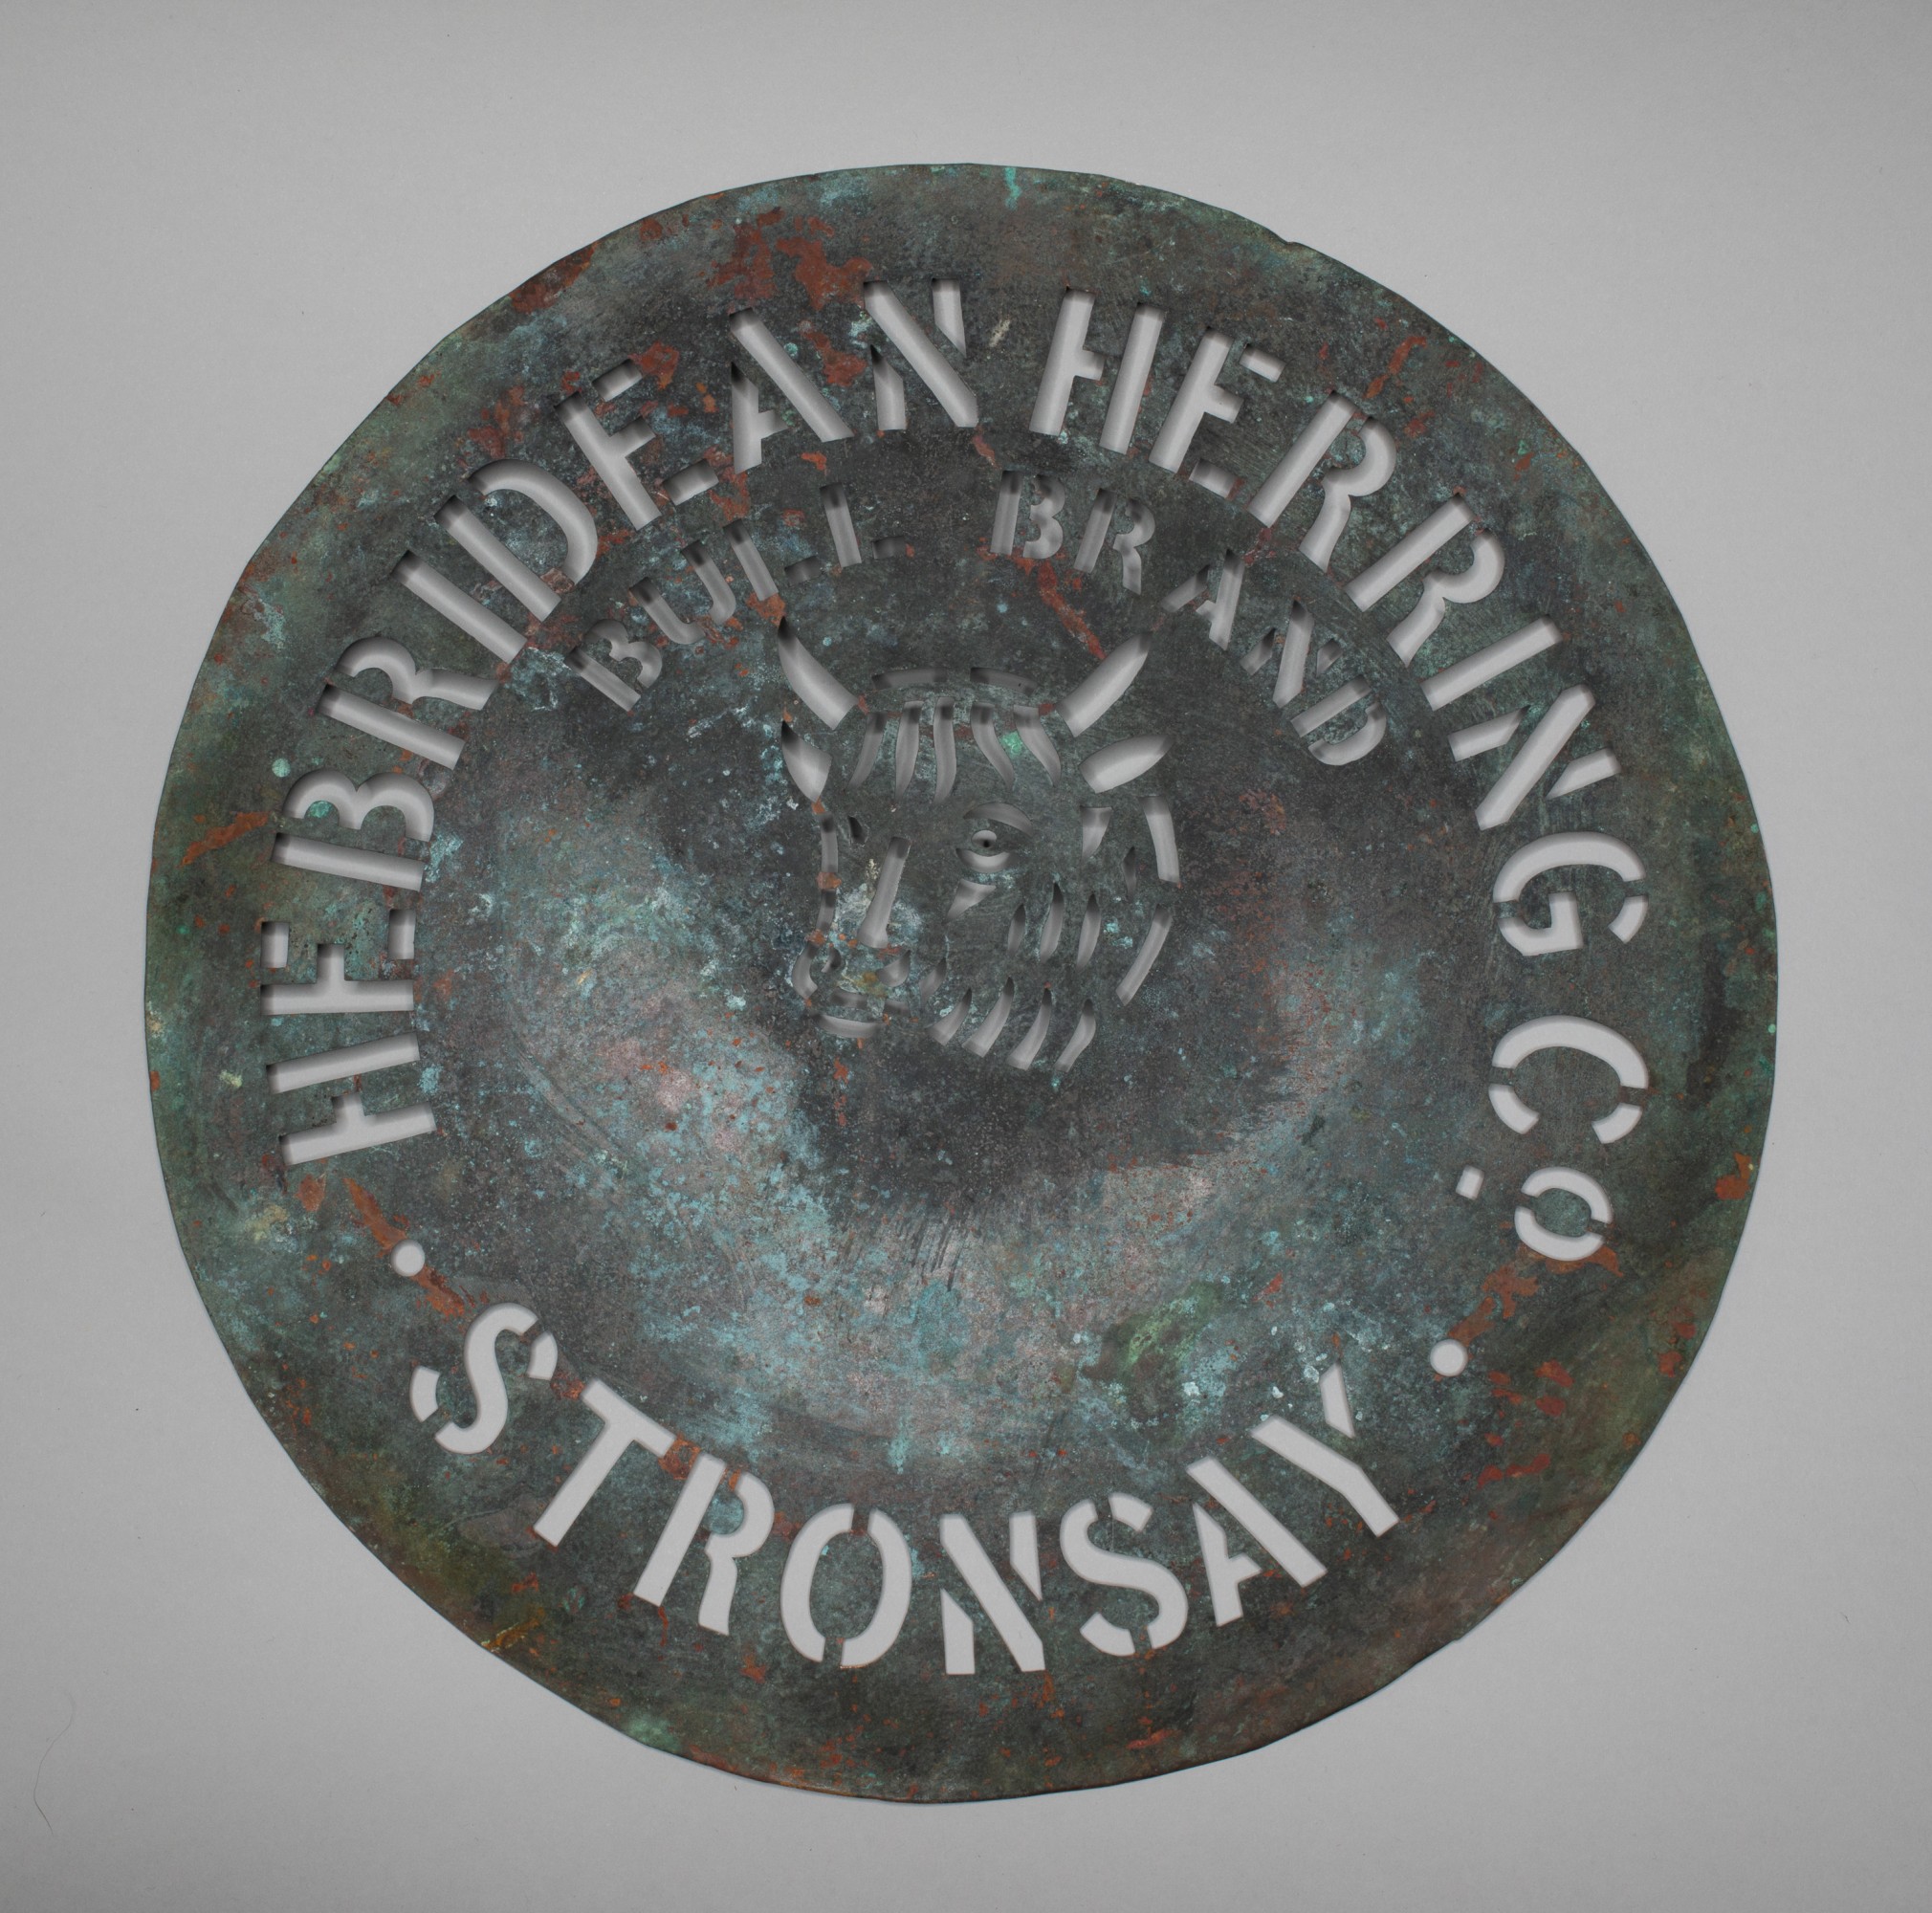 HEBRIDEAN HERRING Co.
BULL BRAND
• STRONSAY •